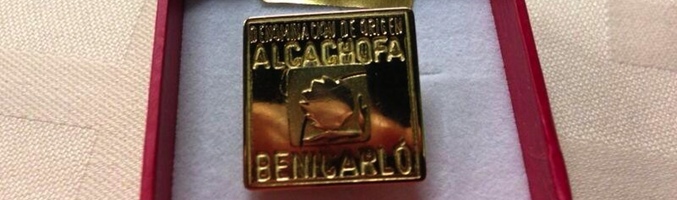 DENOMINACION DE ORIGEN
ALCACHOFA
BENICARLÓ